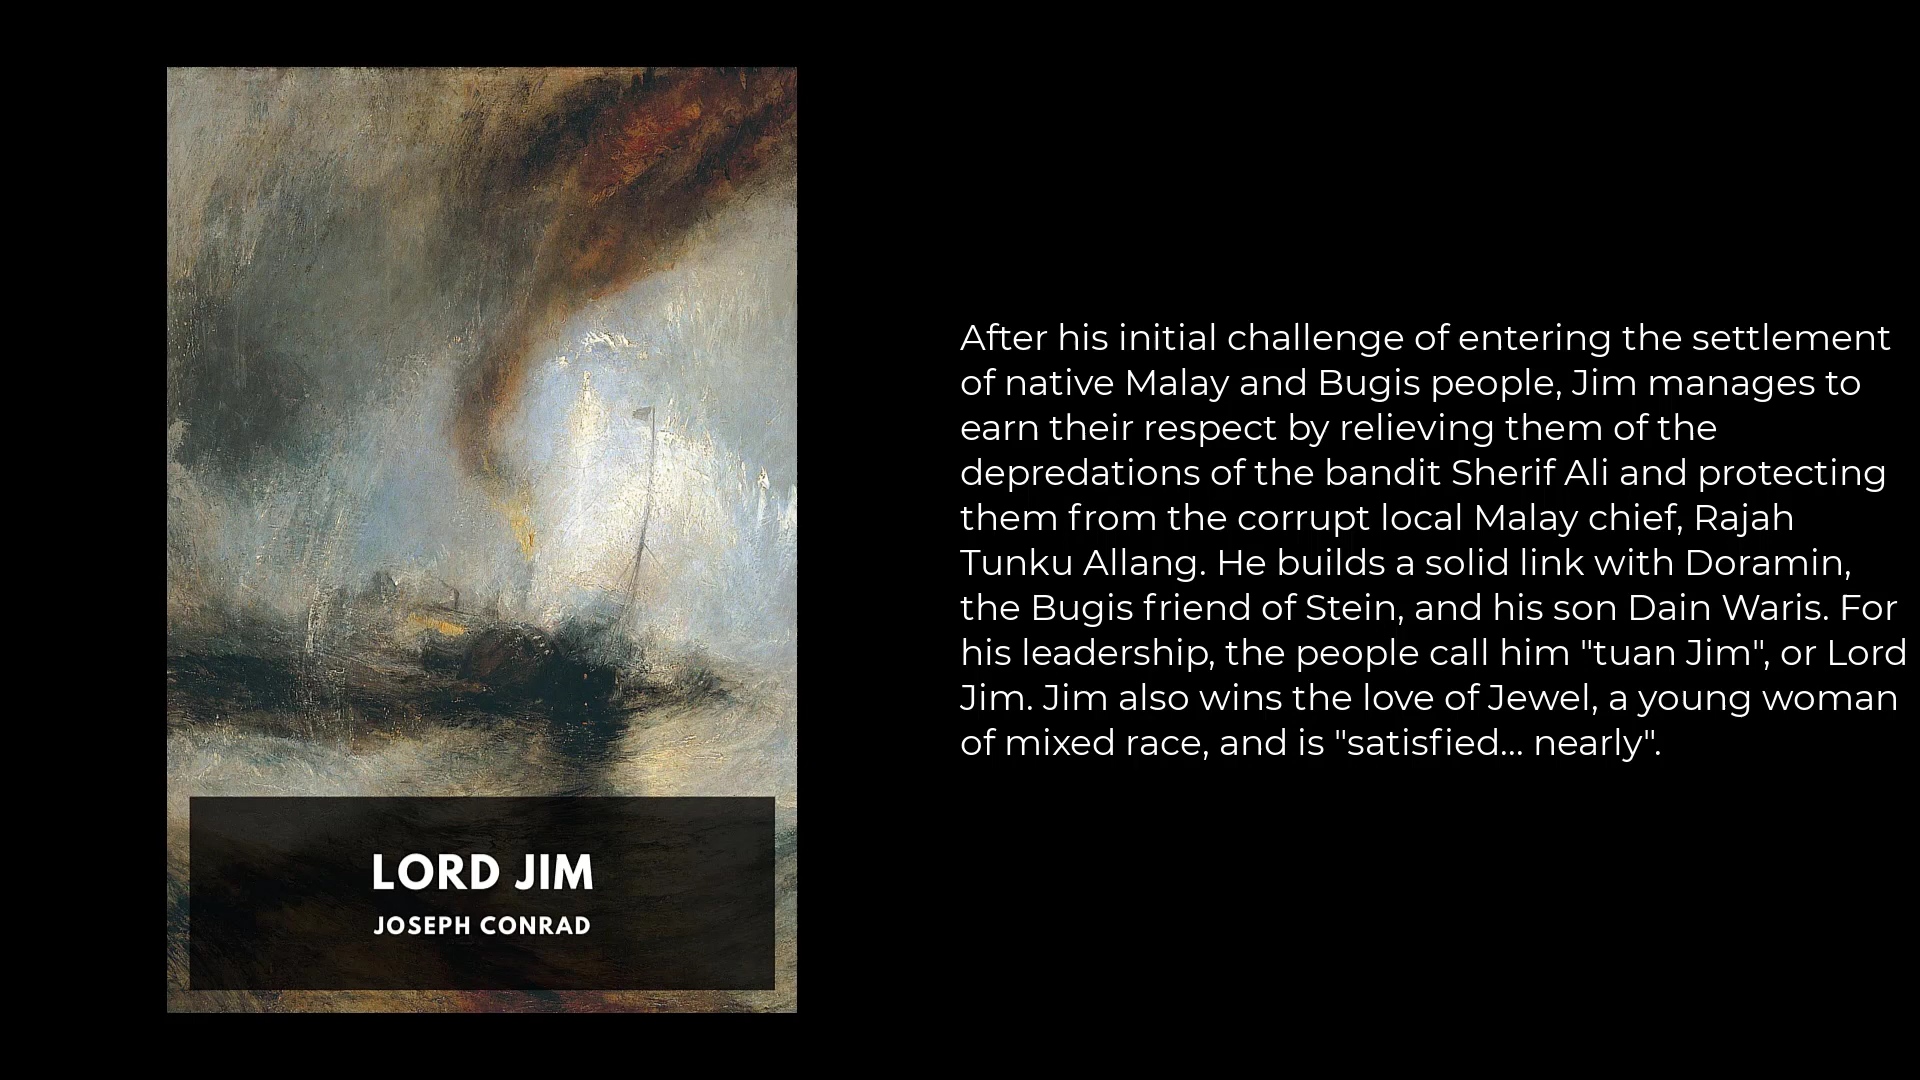 LORD JIM
JOSEPH CONRAD
After his initial challenge of entering the settlement
of native Malay and Bugis people, Jim manages to
earn their respect by relieving them of the
depredations of the bandit Sherif Ali and protecting
them from the corrupt local Malay chief, Rajah
Tunku Allang. He builds a solid link with Doramin,
the Bugis friend of Stein, and his son Dain Waris. For
his leadership, the people call him "tuan Jim", or Lord
Jim. Jim also wins the love of Jewel, a young woman
of mixed race, and is "satisfied... nearly".